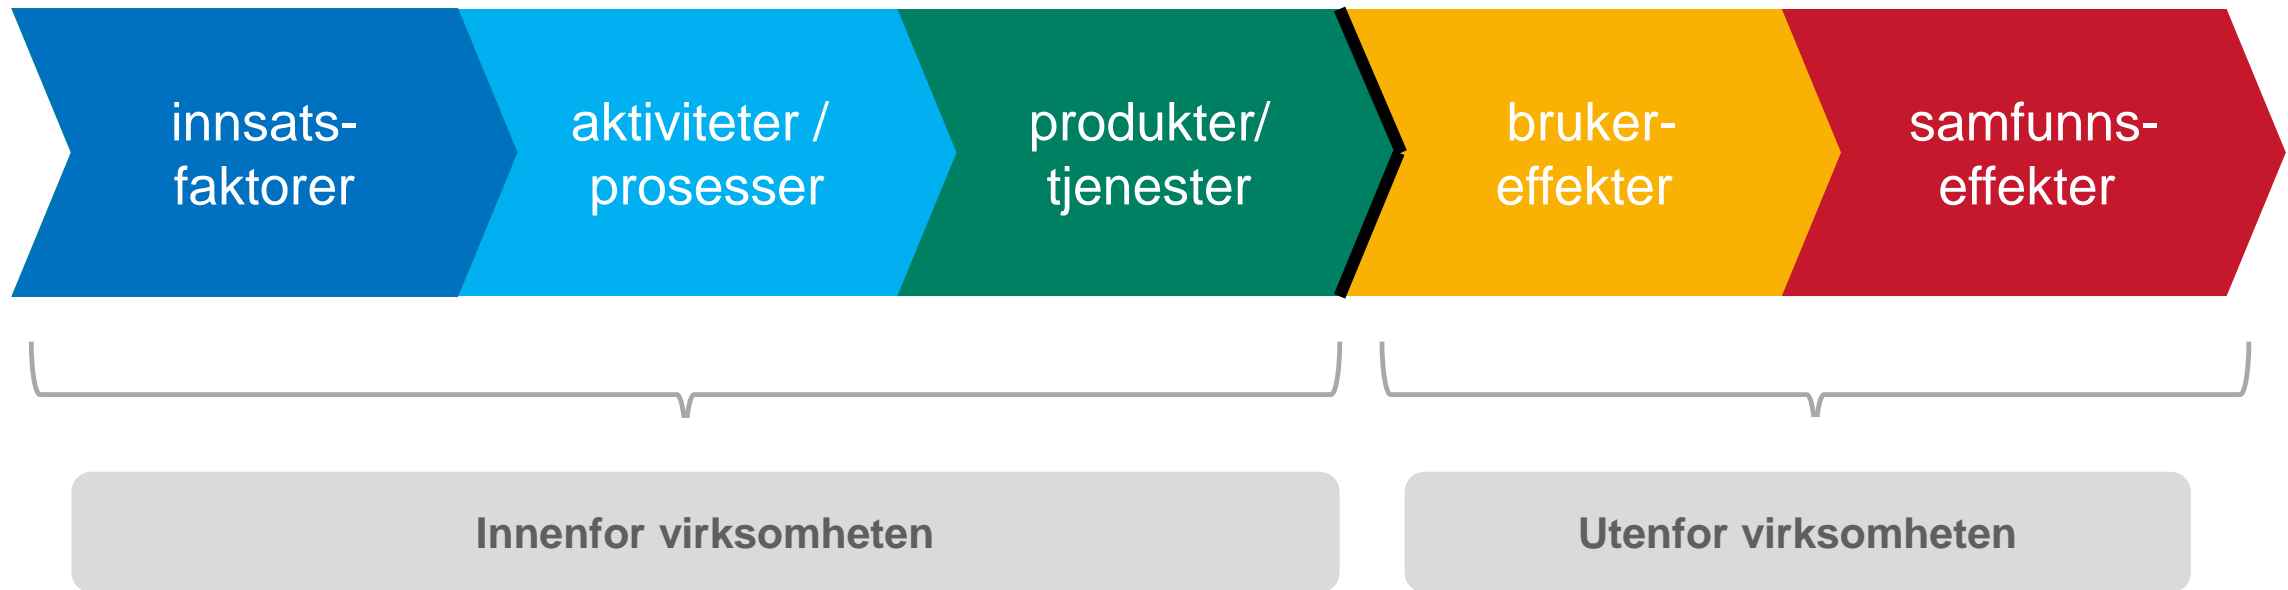 innsats-
faktorer
aktiviteter /
prosesser
produkter/
tjenester
bruker-
effekter
samfunns-
effekter
Innenfor virksomheten
Utenfor virksomheten